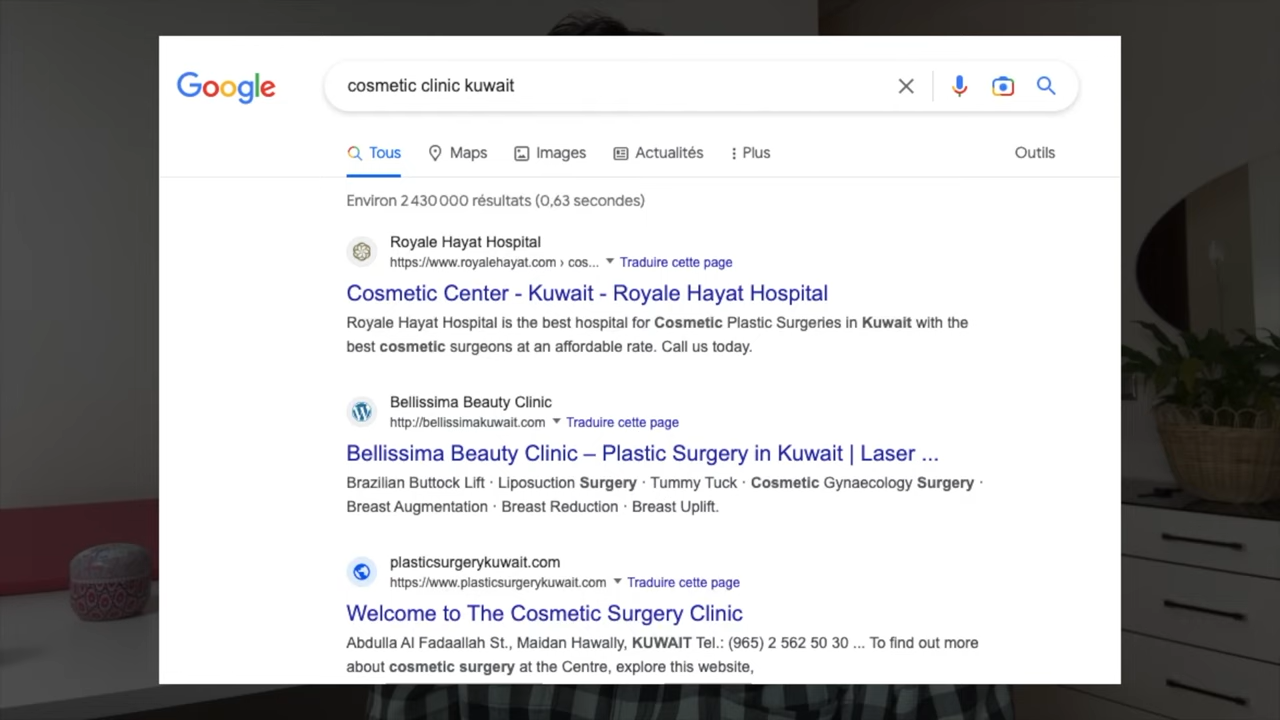 Google
cosmetic clinic kuwait
Tous Maps Images Actualités Plus Outils
Environ 2 430 000 résultats (0,63 secondes)
Royale Hayat Hospital
https://www.royalehayat.com › cos... Traduire cette page
Cosmetic Center - Kuwait - Royale Hayat Hospital
Royale Hayat Hospital is the best hospital for Cosmetic Plastic Surgeries in Kuwait with the
best cosmetic surgeons at an affordable rate. Call us today.
Bellissima Beauty Clinic
http://bellissimakuwait.com Traduire cette page
Bellissima Beauty Clinic – Plastic Surgery in Kuwait | Laser ...
Brazilian Buttock Lift · Liposuction Surgery · Tummy Tuck · Cosmetic Gynaecology Surgery ·
Breast Augmentation · Breast Reduction · Breast Uplift.
plasticsurgerykuwait.com
https://www.plasticsurgerykuwait.com Traduire cette page
Welcome to The Cosmetic Surgery Clinic
Abdulla Al Fadaallah St., Maidan Hawally, KUWAIT Tel.: (965) 2 562 50 30 ... To find out more
about cosmetic surgery at the Centre, explore this website,